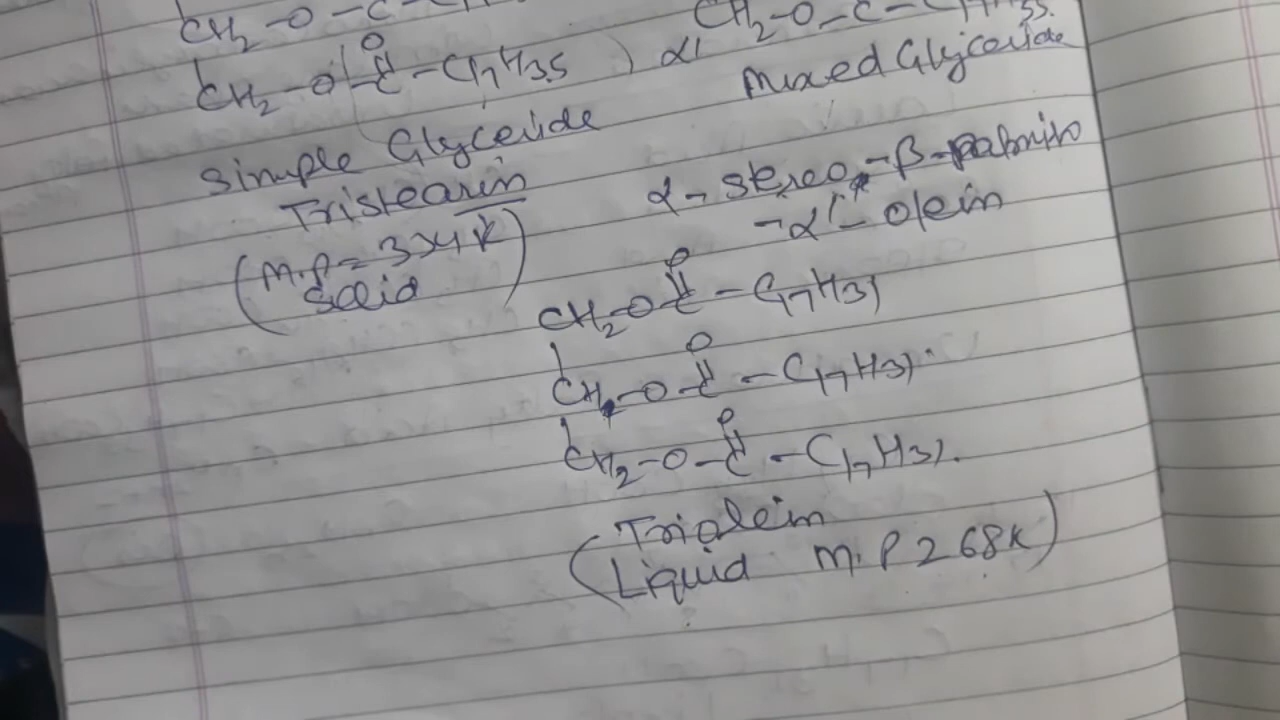 CH2-O-C-
CH2-O-C-C17H35
O
CH2-O-C-C17H35 ) α'
Mixed Glyceride
Simple Glyceride
Tristearin
(M.P= 334K)
Solid
α-stereo-β-palmito
-α'-olein
O
CH2-O-C-C17H31
O
CH2-O-C-C17H31.
O
CH2-O-C-C17H31.
(Triolein
Liquid M.P 268K)